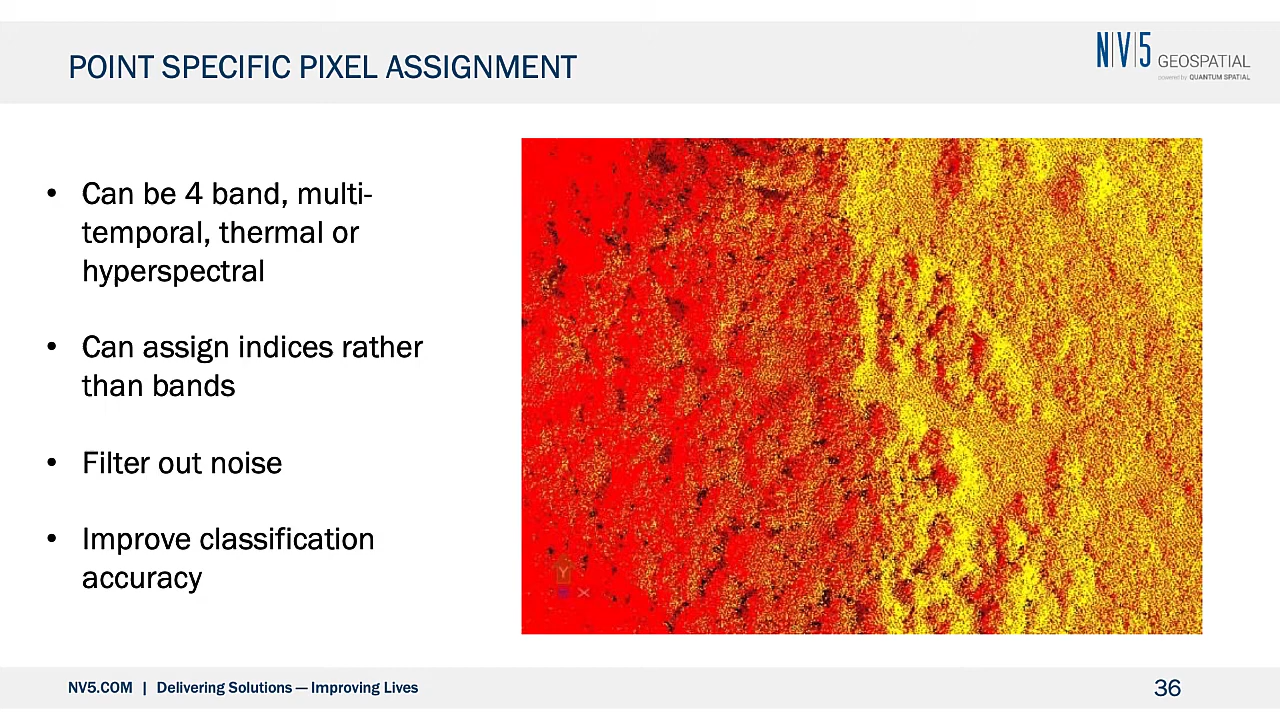 POINT SPECIFIC PIXEL ASSIGNMENT
N|V|5 GEOSPATIAL
powered by QUANTUM SPATIAL
• Can be 4 band, multi-
temporal, thermal or
hyperspectral
• Can assign indices rather
than bands
• Filter out noise
• Improve classification
accuracy
Y
X
NV5.COM | Delivering Solutions — Improving Lives
36